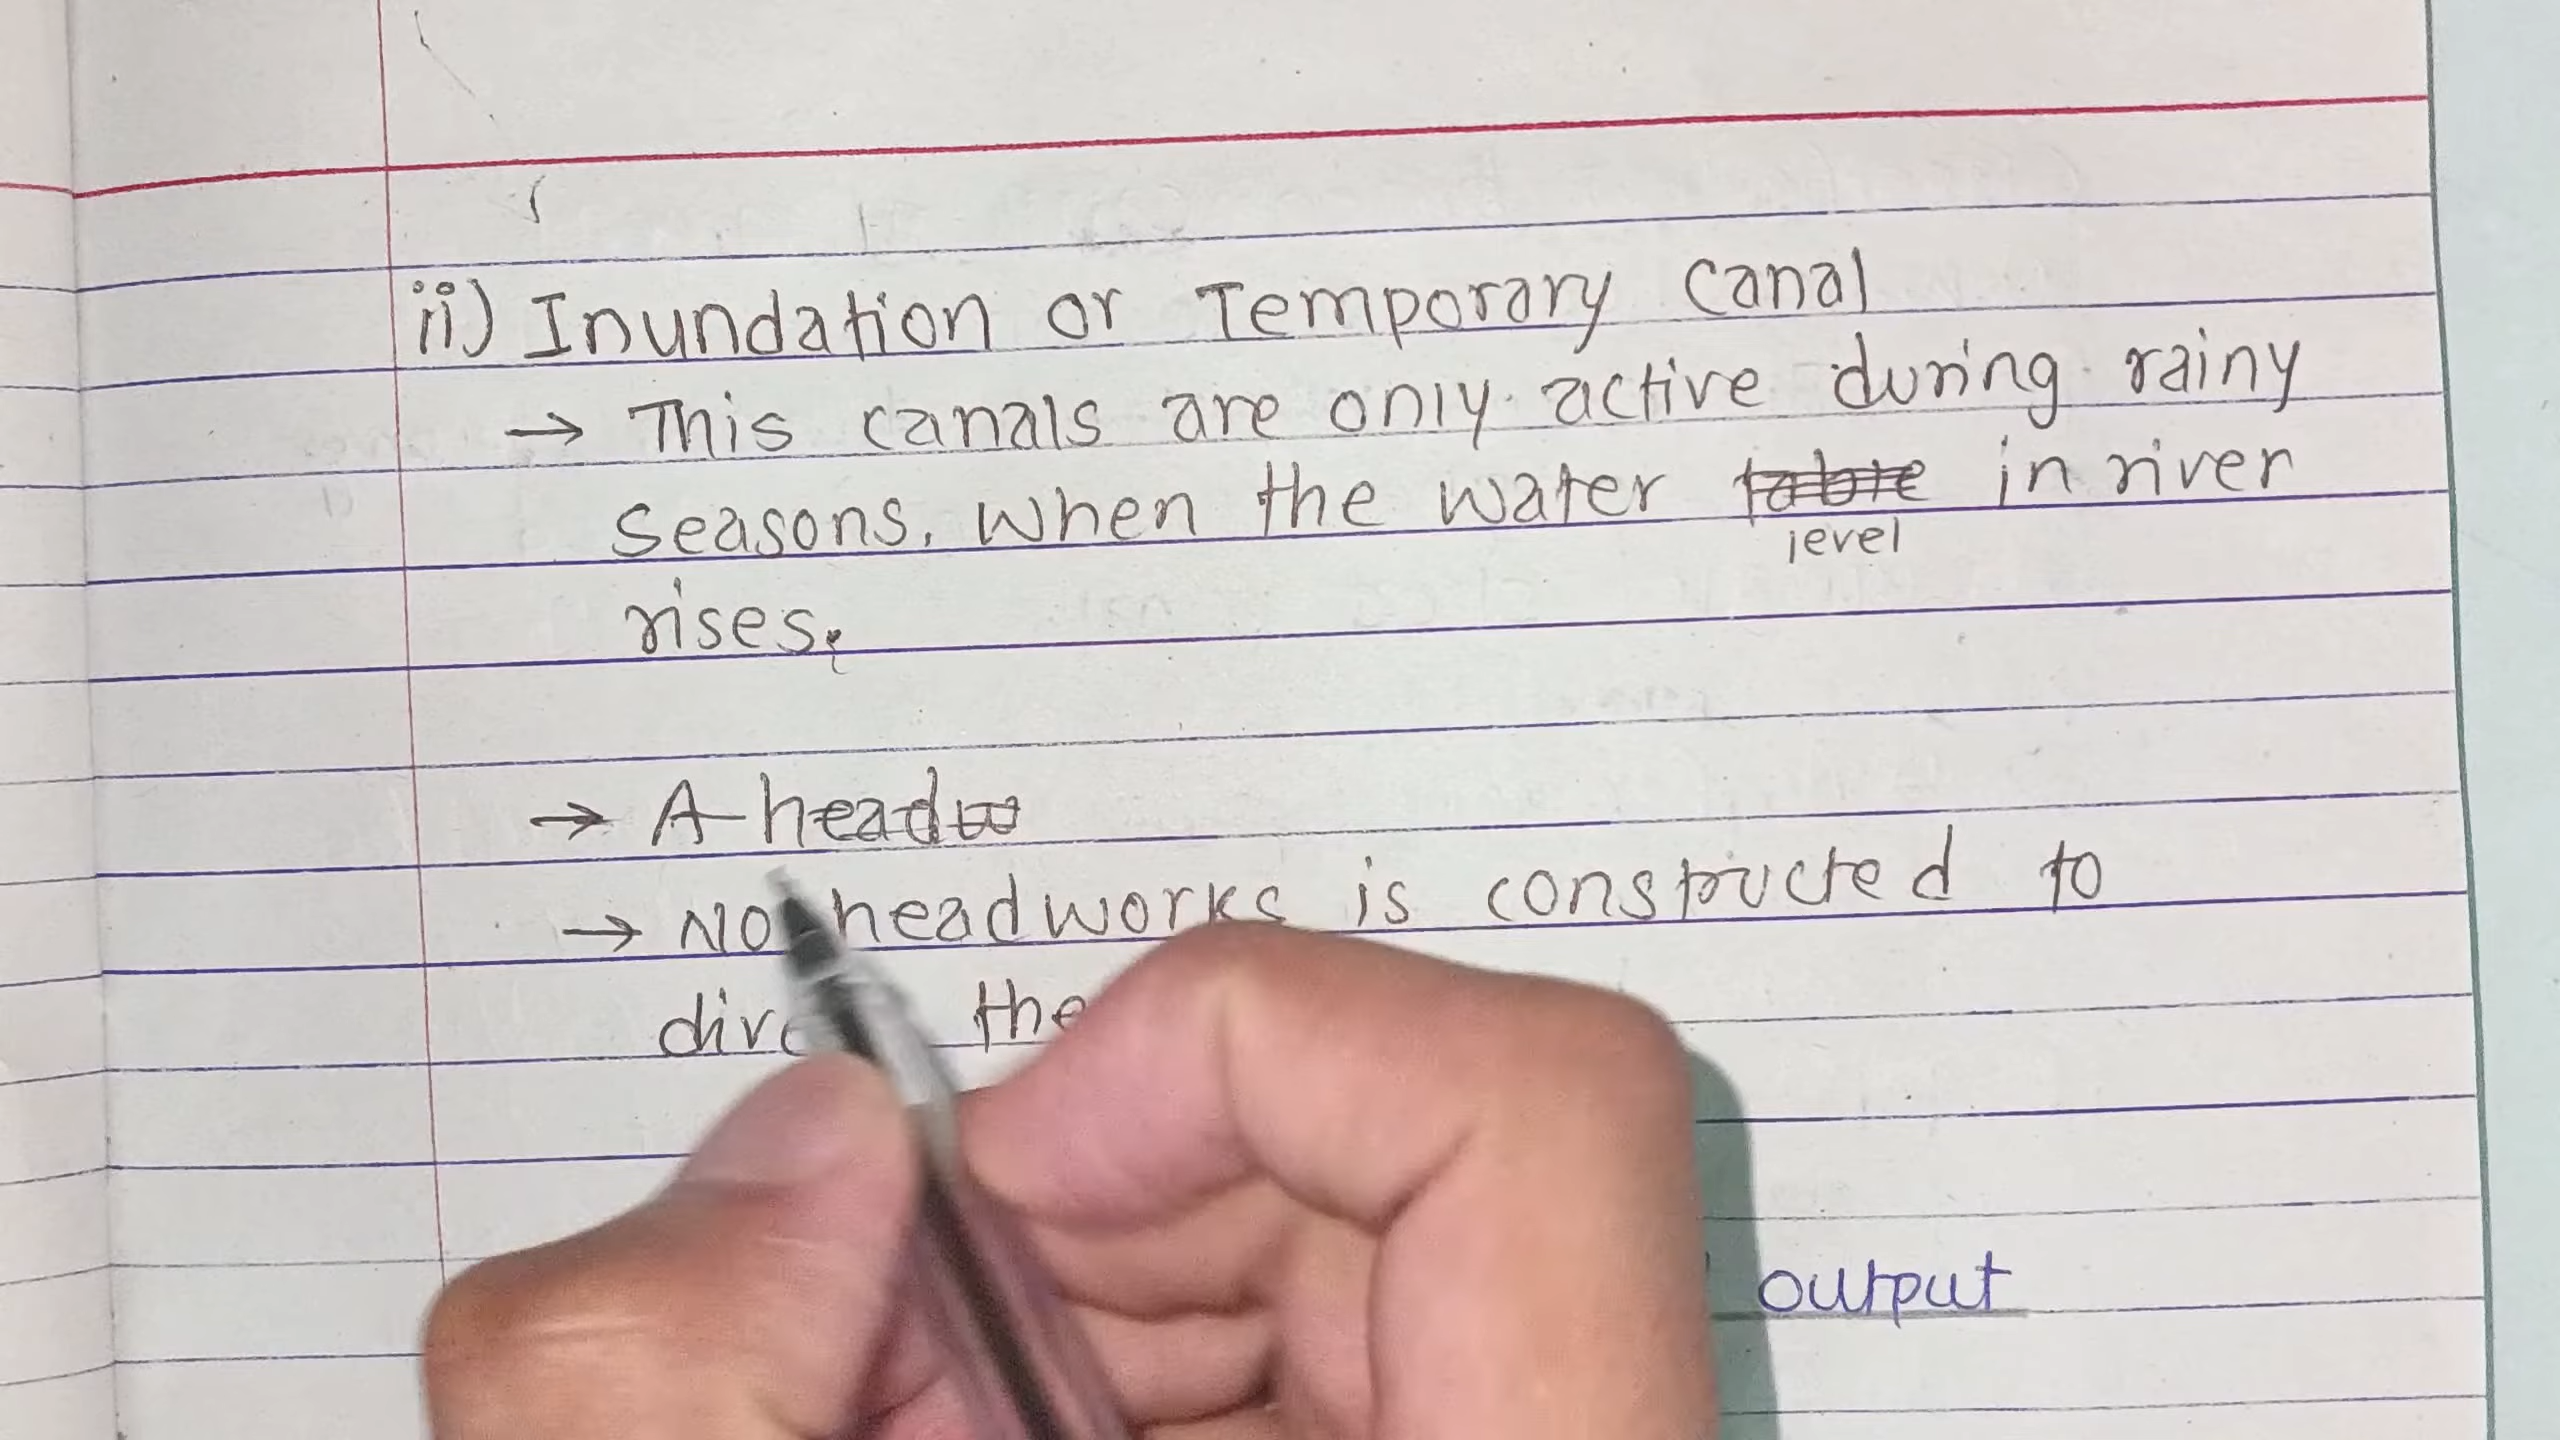 ii) Inundation or Temporary Canal
→ This canals are only active during rainy
seasons. When the water table in river
level
rises.
→ A head
→ No headworks is constructed to
the
output